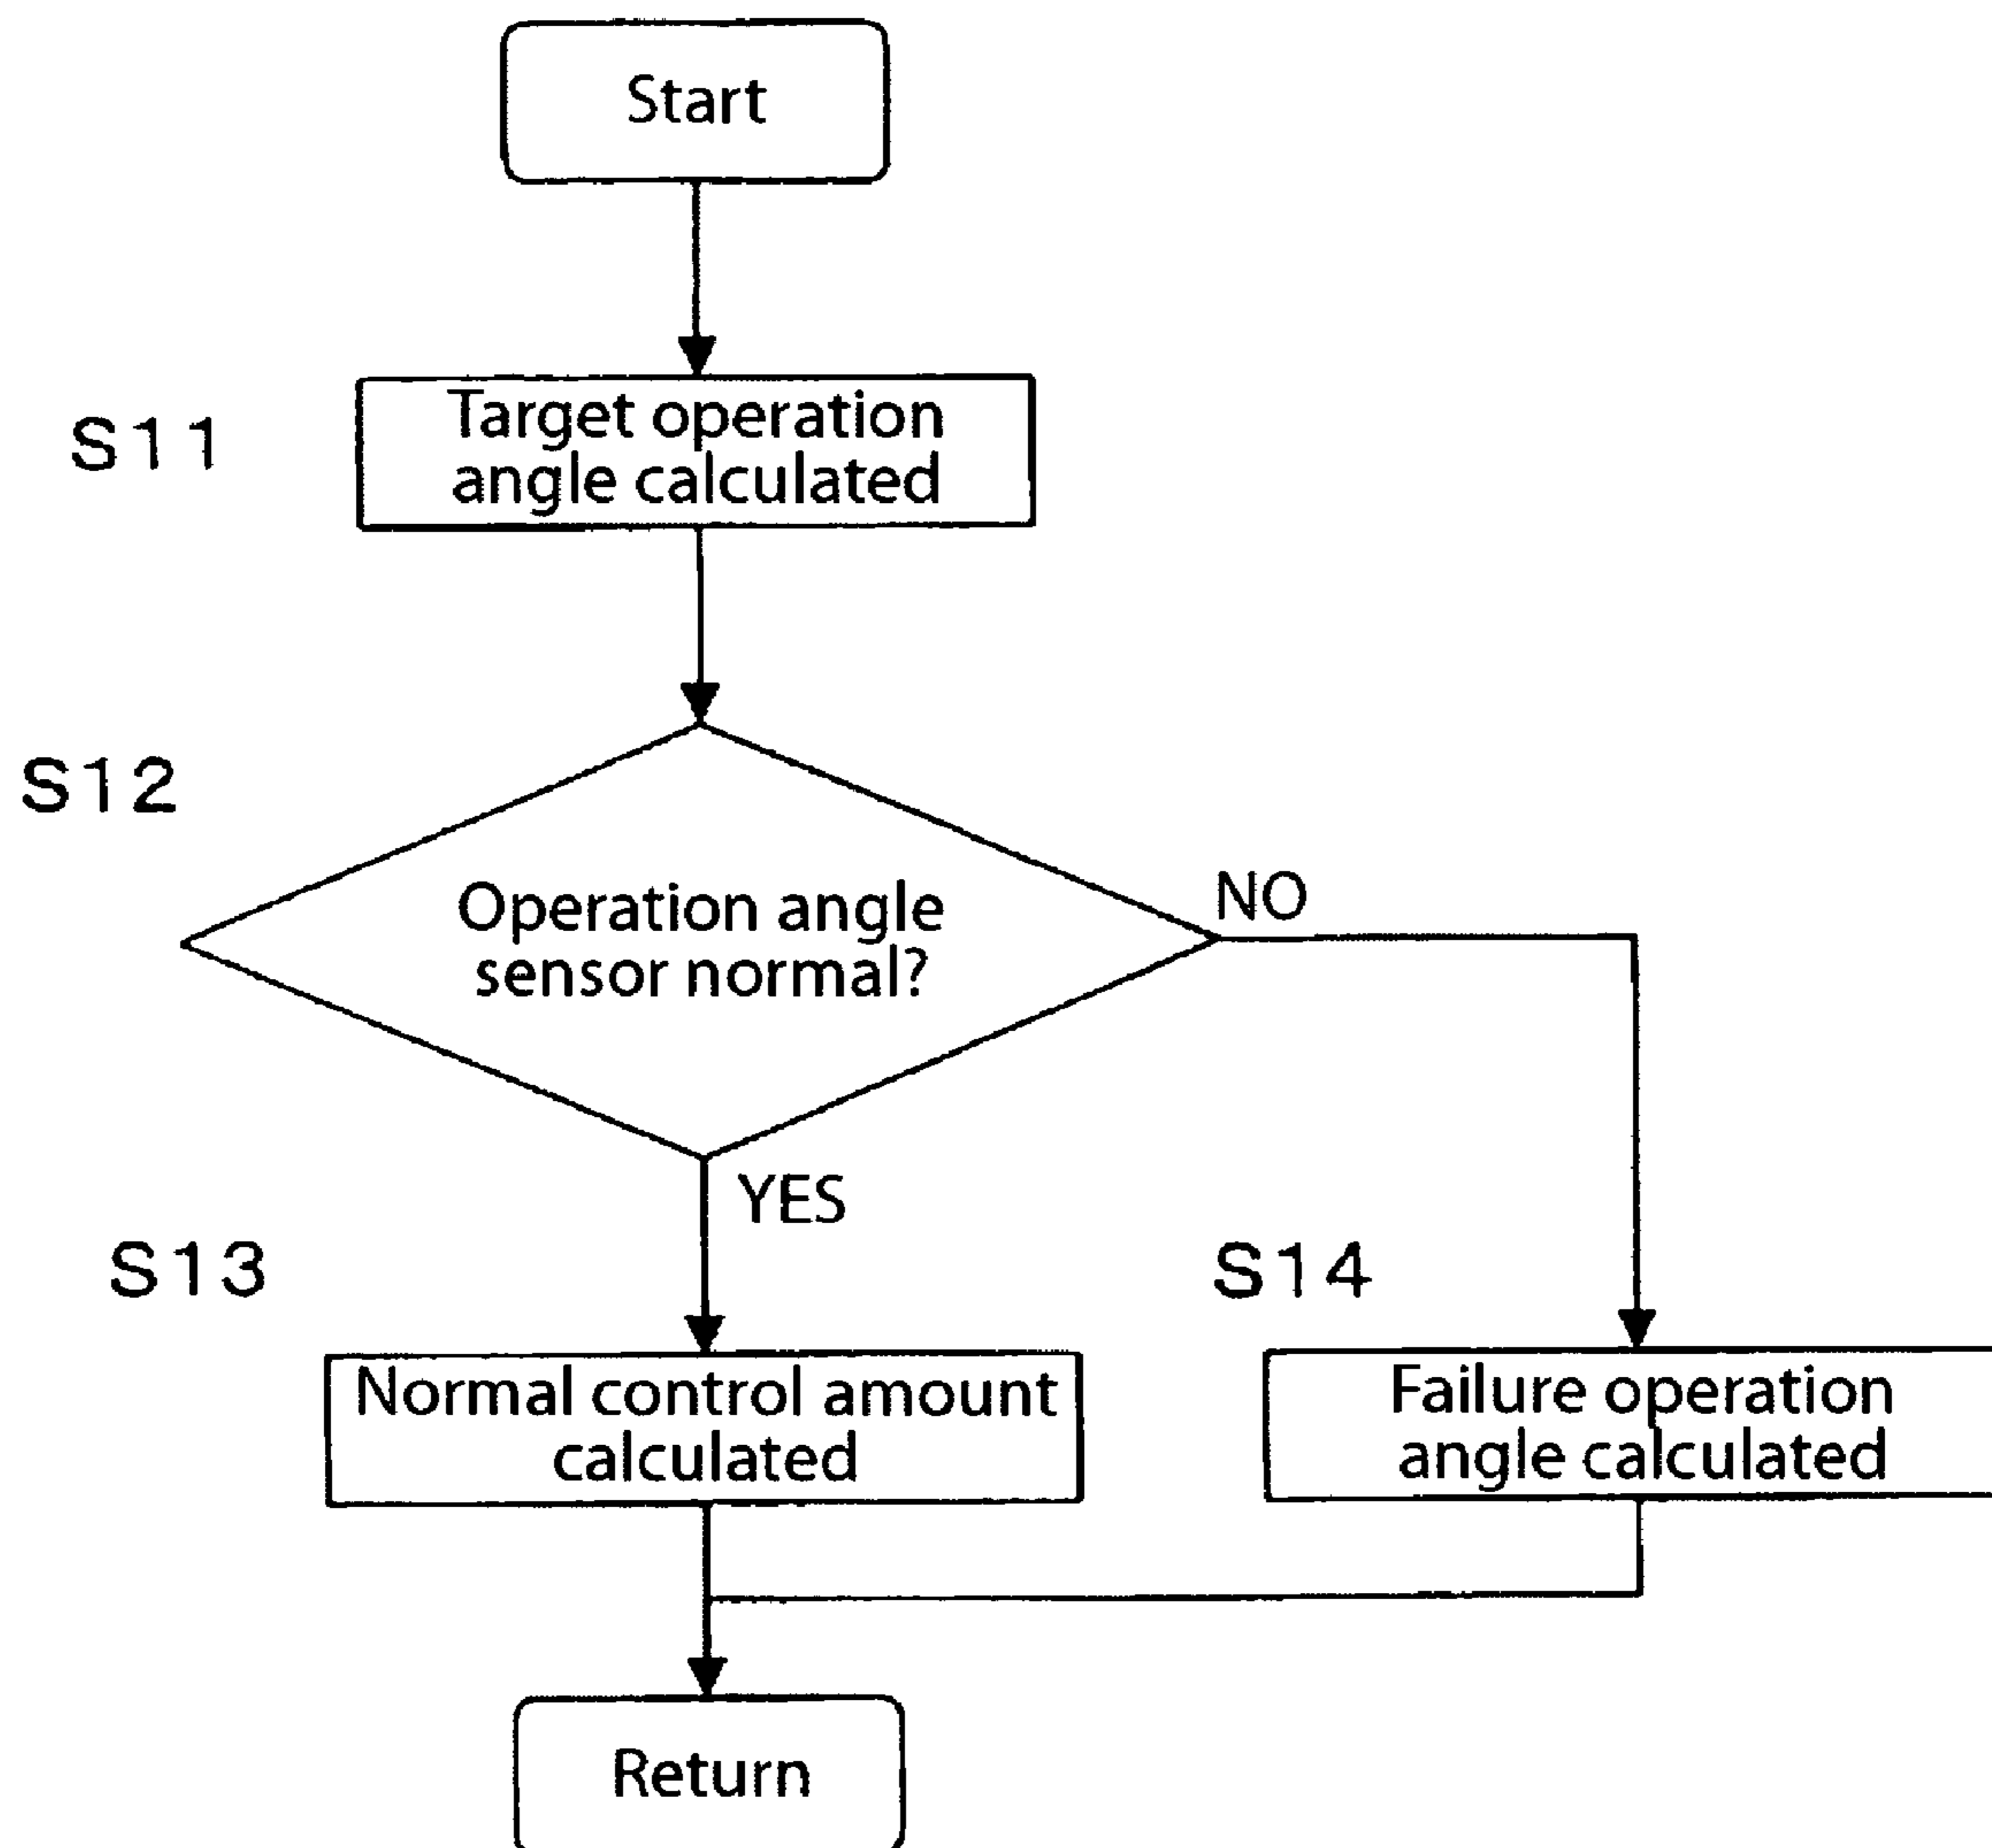 Start
S11
Target operation
angle calculated
S12
Operation angle
sensor normal?
NO
YES
S13
Normal control amount
calculated
S14
Failure operation
angle calculated
Return